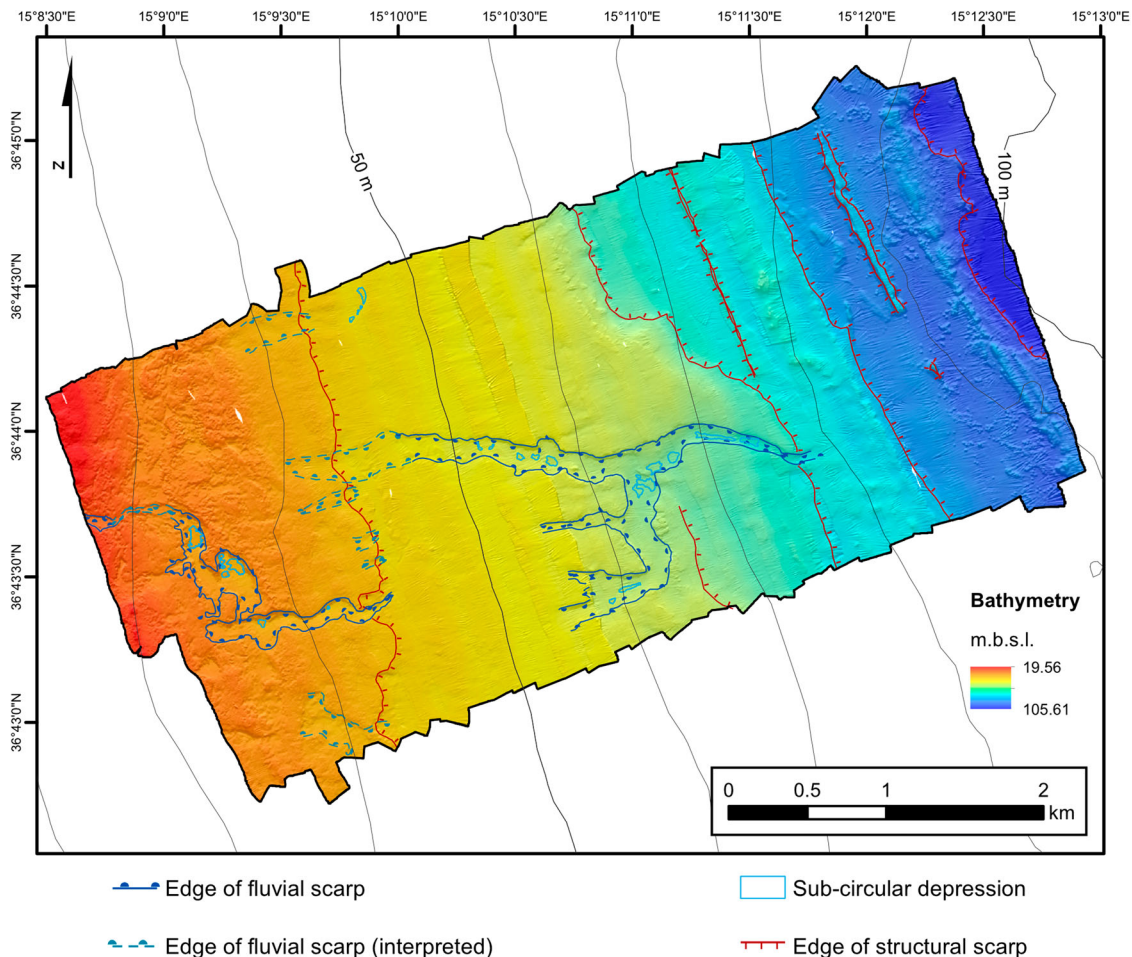 15°8'30"E 15°9'0"E 15°9'30"E 15°10'0"E 15°10'30"E 15°11'0"E 15°11'30"E 15°12'0"E 15°12'30"E 15°13'0"E
36°45'0"N
36°44'30"N
36°44'0"N
36°43'30"N
36°43'0"N
N
50 m
100 m
Bathymetry
m.b.s.l.
19.56
105.61
0 0.5 1 2
km
Edge of fluvial scarp
Sub-circular depression
Edge of fluvial scarp (interpreted)
Edge of structural scarp